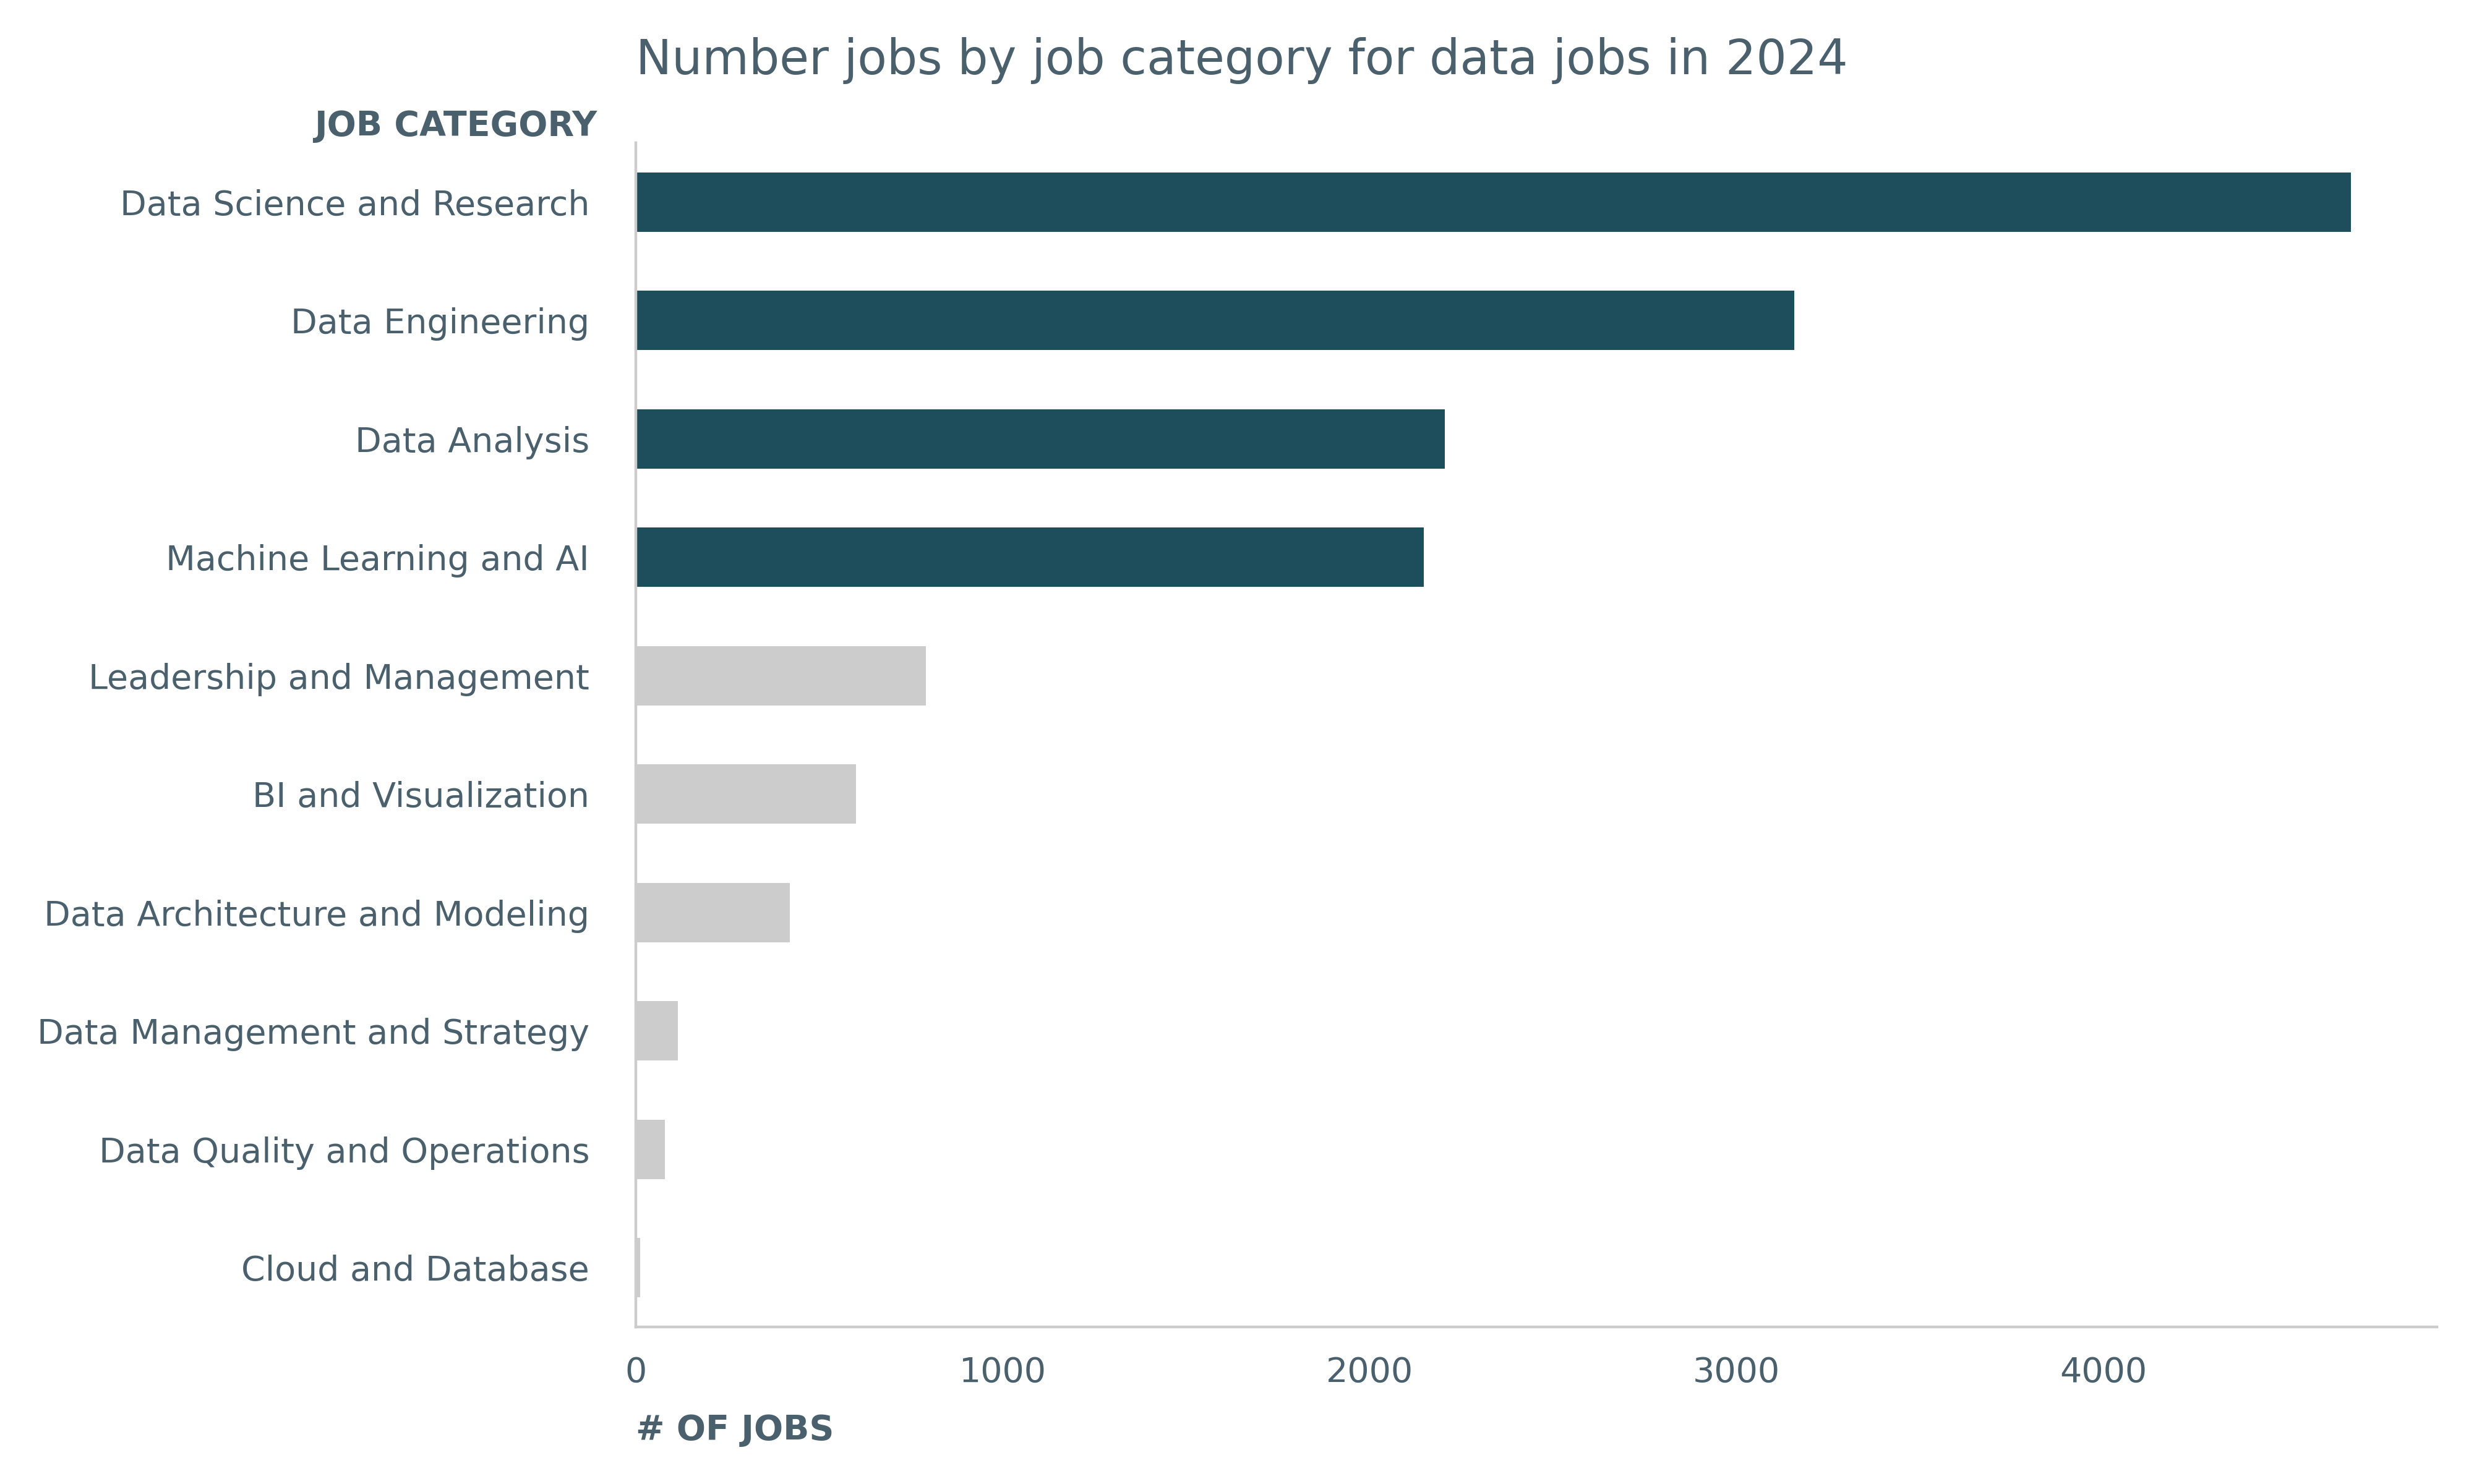 Number jobs by job category for data jobs in 2024
JOB CATEGORY
Data Science and Research
Data Engineering
Data Analysis
Machine Learning and AI
Leadership and Management
BI and Visualization
Data Architecture and Modeling
Data Management and Strategy
Data Quality and Operations
Cloud and Database
0 1000 2000 3000 4000
# OF JOBS